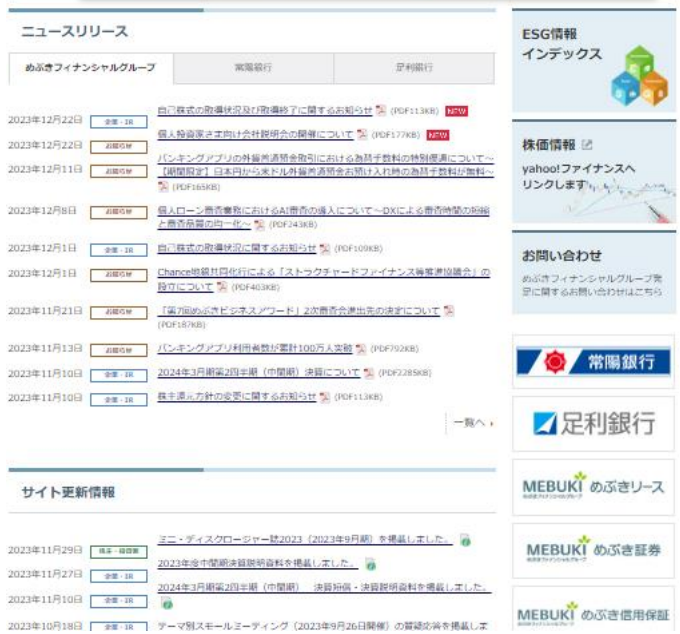 ニュースリリース
めぶきフィナンシャルグループ
常陽銀行
足利銀行
2023年12月22日 企業・IR 自己株式の取得状況及び取得終了に関するお知らせ (PDF113KB) NEW
2023年12月22日 お知らせ 個人投資家さま向け会社説明会の開催について (PDF177KB) NEW
2023年12月11日 お知らせ バンキングアプリの外貨普通預金取引における為替手数料の特別優遇について~
【期間限定】日本円から米ドル外貨普通預金お預け入れ時の為替手数料が無料~
(PDF165KB)
2023年12月8日 お知らせ 個人ローン審査業務におけるAI審査の導入について~DXによる審査時間の短縮
と審査品質の均一化~ (PDF243KB)
2023年12月1日 企業・IR 自己株式の取得状況に関するお知らせ (PDF109KB)
2023年12月1日 お知らせ Chance地銀共同化行による「ストラクチャードファイナンス等推進協議会」の
設立について (PDF403KB)
2023年11月21日 お知らせ 「第7回めぶきビジネスアワード」2次審査会進出先の決定について
(PDF187KB)
2023年11月13日 お知らせ バンキングアプリ利用者数が累計100万人突破 (PDF792KB)
2023年11月10日 企業・IR 2024年3月期第2四半期(中間期)決算について (PDF2285KB)
2023年11月10日 企業・IR 株主還元方針の変更に関するお知らせ (PDF113KB)
一覧へ
サイト更新情報
2023年11月29日 株主・投資家 ミニ・ディスクロージャー誌2023(2023年9月期)を掲載しました。
2023年11月27日 企業・IR 2023年度中間期決算説明資料を掲載しました。
2023年11月10日 企業・IR 2024年3月期第2四半期(中間期) 決算短信・決算説明資料を掲載しました。
2023年10月18日 企業・IR テーマ別スモールミーティング(2023年9月26日開催)の質疑応答を掲載しま
ESG情報
インデックス
株価情報
yahoo!ファイナンスへ
リンクします
お問い合わせ
めぶきフィナンシャルグループ発
足に関するお問い合わせはこちら
常陽銀行
足利銀行
MEBUKI めぶきリース
MEBUKI めぶき証券
MEBUKI めぶき信用保証